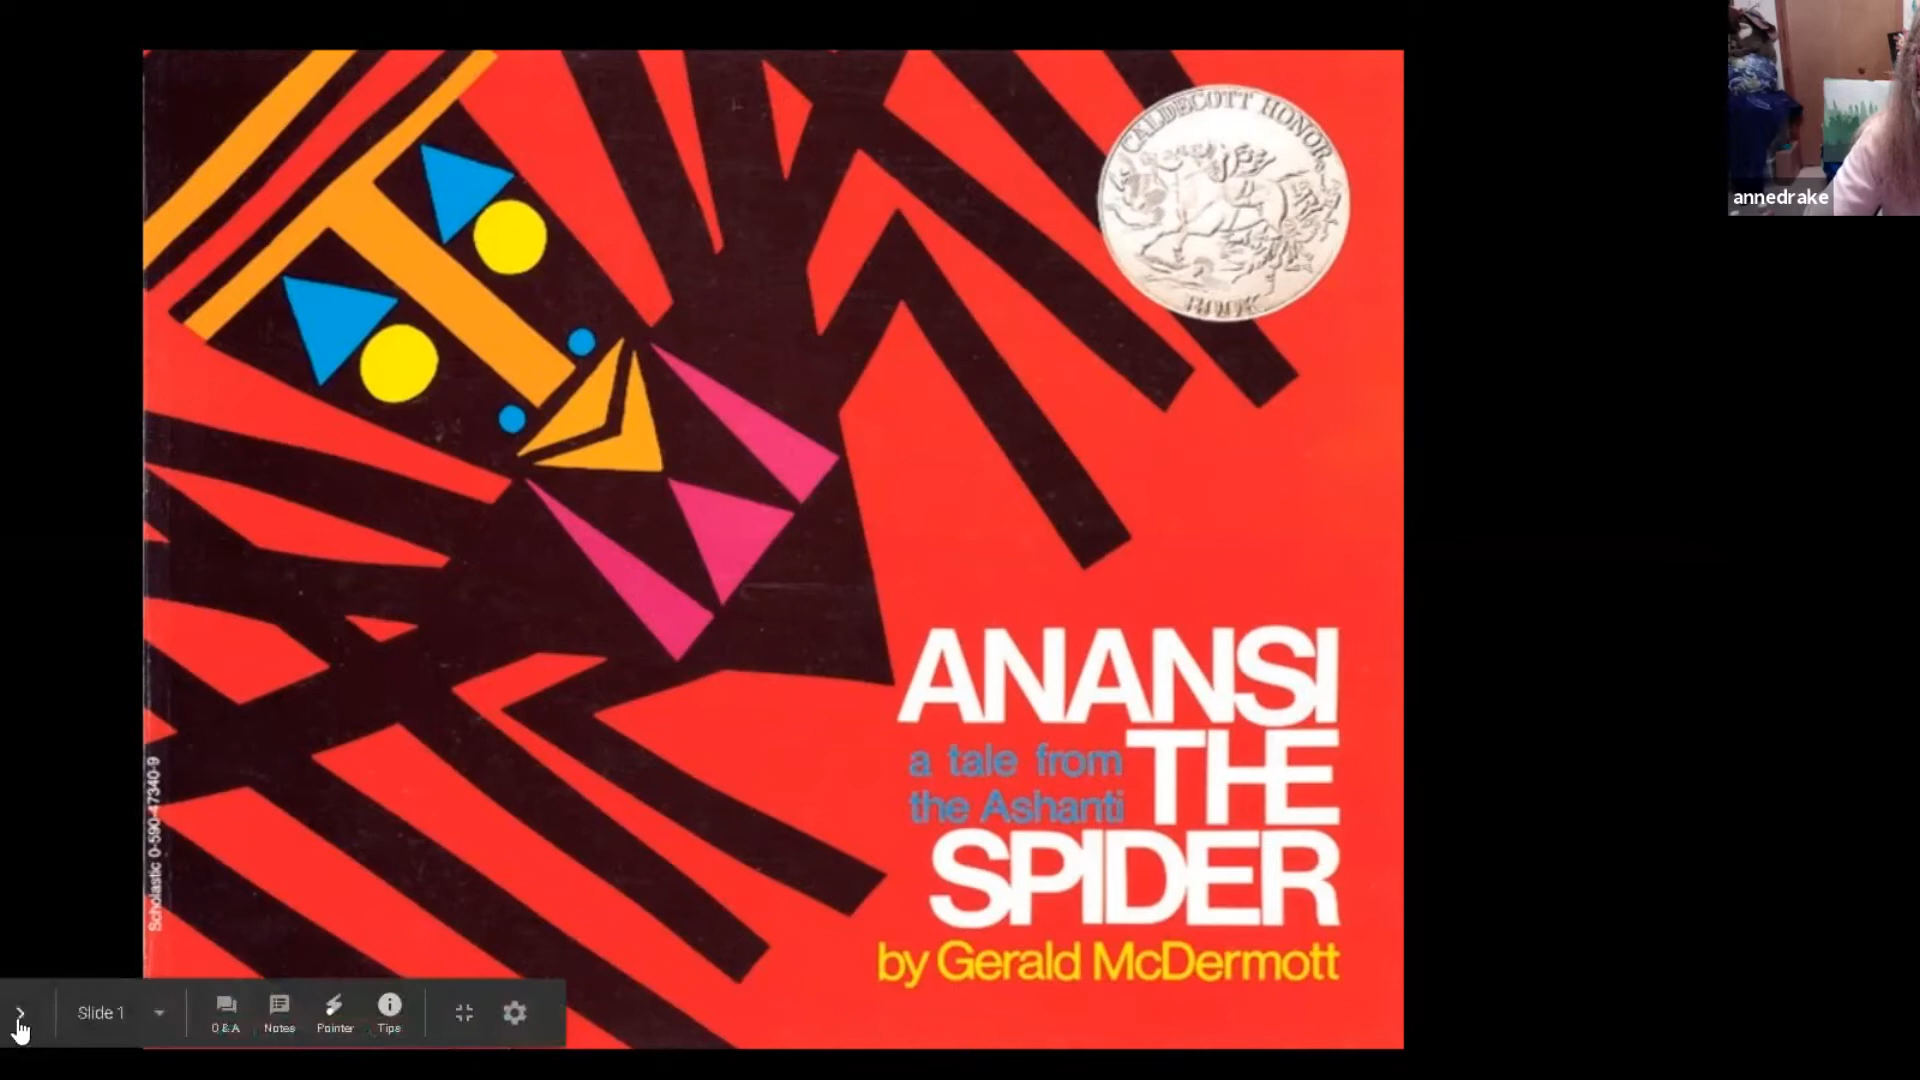 CALDECOTT HONOR
BOOK
annedrake
ANANSI
a tale from
the Ashanti
THE
SPIDER
by Gerald McDermott
Scholastic 0-590-47340-9
Slide 1
Q & A
Notes
Pointer
Tips